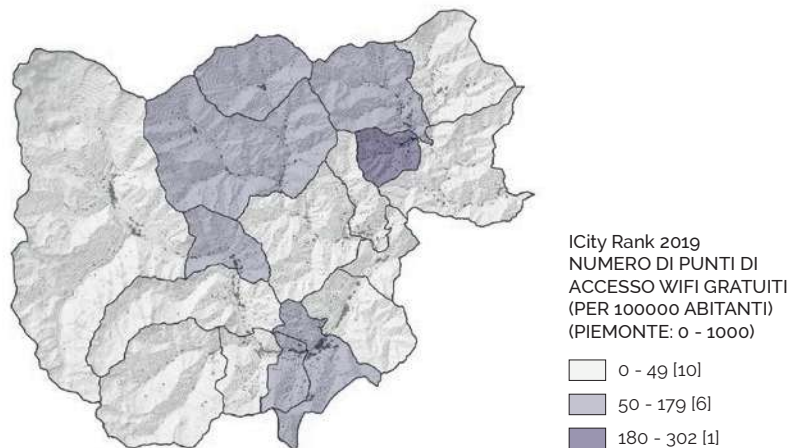 ICity Rank 2019
NUMERO DI PUNTI DI
ACCESSO WIFI GRATUITI
(PER 100000 ABITANTI)
(PIEMONTE: 0 - 1000)
0 - 49 [10]
50 - 179 [6]
180 - 302 [1]